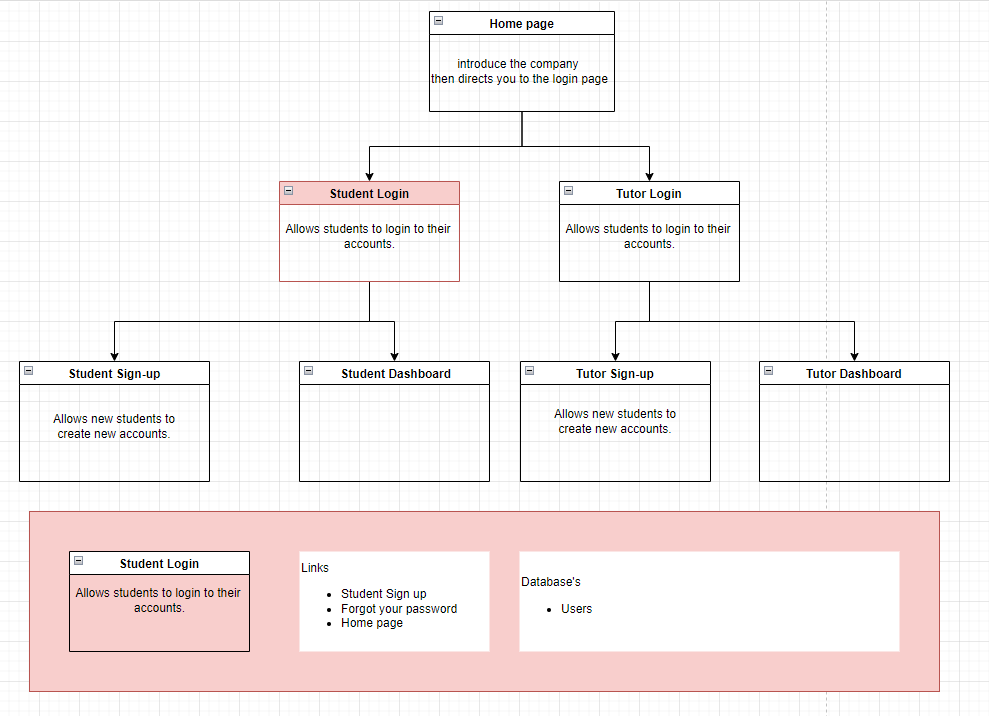 Home page
introduce the company
then directs you to the login page
Student Login
Allows students to login to their
accounts.
Tutor Login
Allows students to login to their
accounts.
Student Sign-up
Allows new students to
create new accounts.
Student Dashboard
Tutor Sign-up
Allows new students to
create new accounts.
Tutor Dashboard
Student Login
Allows students to login to their
accounts.
Links
• Student Sign up
• Forgot your password
• Home page
Database's
• Users